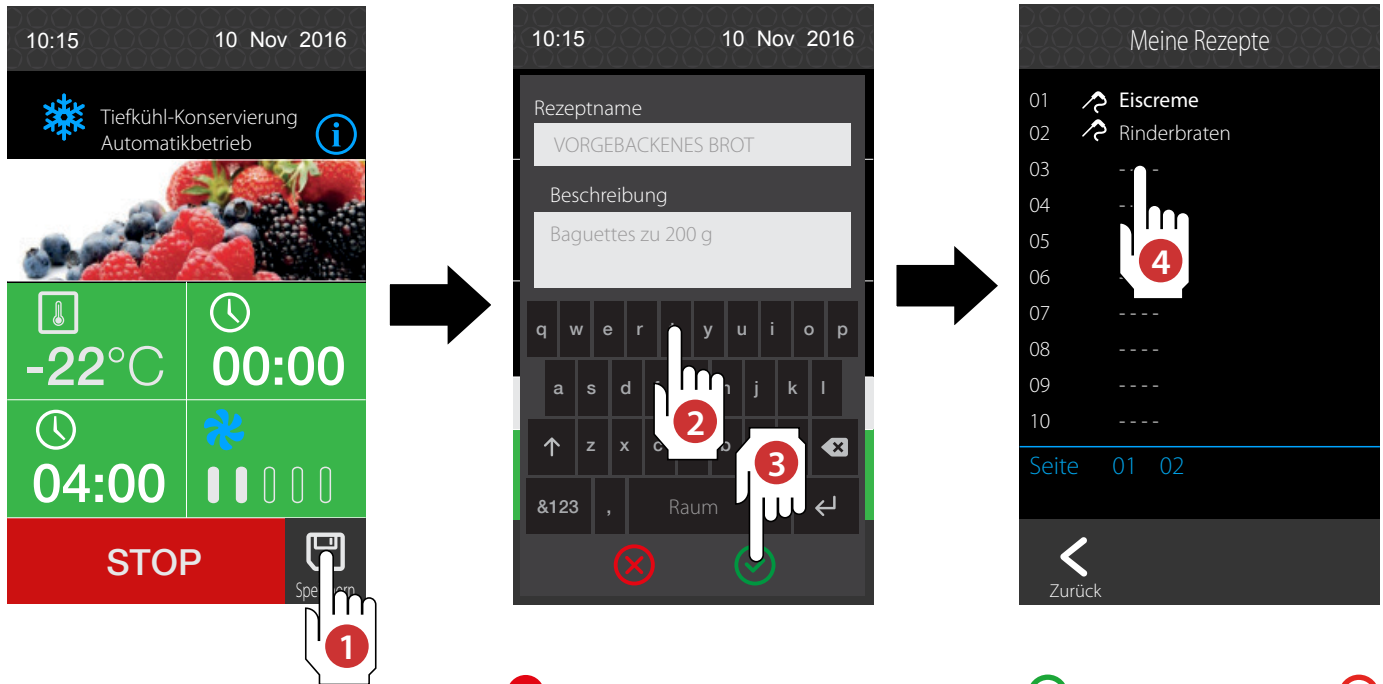 10:15 10 Nov 2016
Tiefkühl-Konservierung
Automatikbetrieb
i
-22°C 00:00
04:00
STOP
1
10:15 10 Nov 2016
Rezeptname
VORGEBACKENES BROT
Beschreibung
Baguettes zu 200 g
q w e r y u i o p
a s d j k l
z x c b
&123 , Raum
2
3
Meine Rezepte
01 Eiscreme
02 Rinderbraten
03 - - - -
04
05
06
07 - - - -
08 - - - -
09 - - - -
10 - - - -
4
Seite 01 02
Zurück